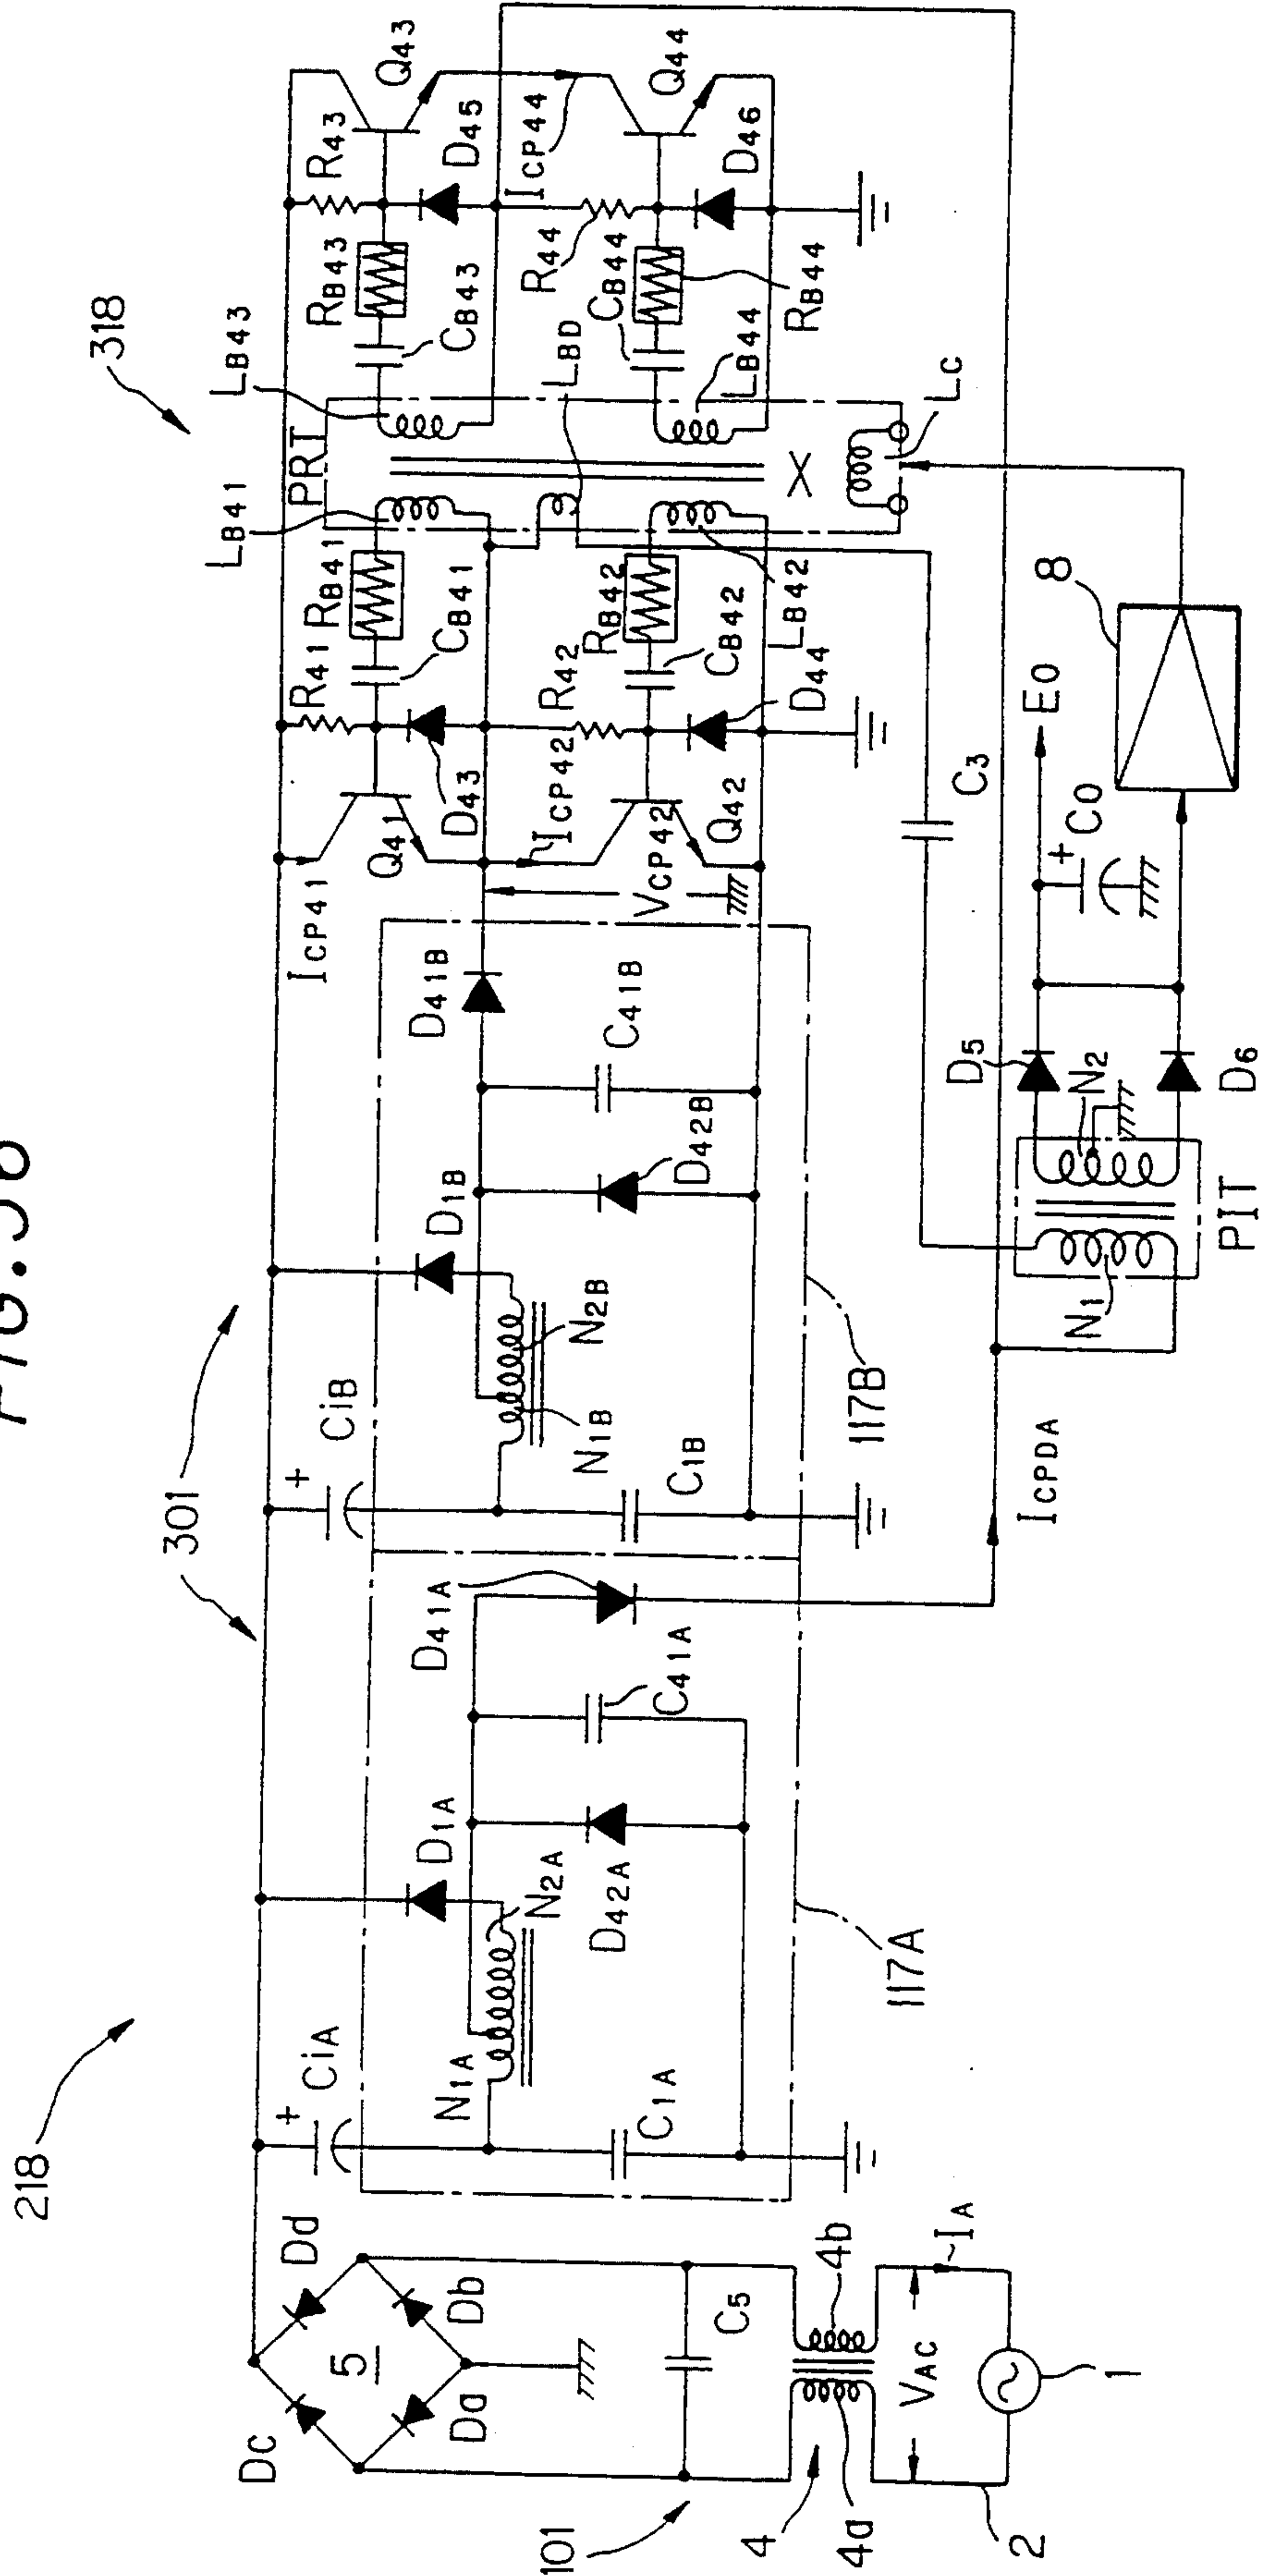 FIG. 56
218
301
318
101
Dc
Dd
5
Da
Db
C5
4
4a
4b
VAC
~IA
2
1
CiA
+
N1A
N2A
C1A
D1A
D42A
C41A
D41A
117A
CiB
+
N1B
N2B
C1B
D1B
D42B
C41B
D41B
117B
ICPDA
ICP41
Q41
R41
D43
CB41
RB41
LB41
VCP42
ICP42
Q42
R42
D44
CB42
RB42
LB42
PRT
LBD
X
LC
LB43
CB43
RB43
R43
D45
Q43
ICP44
LB44
CB44
RB44
R44
D46
Q44
C3
N1
N2
PIT
D5
D6
+
CO
EO
8